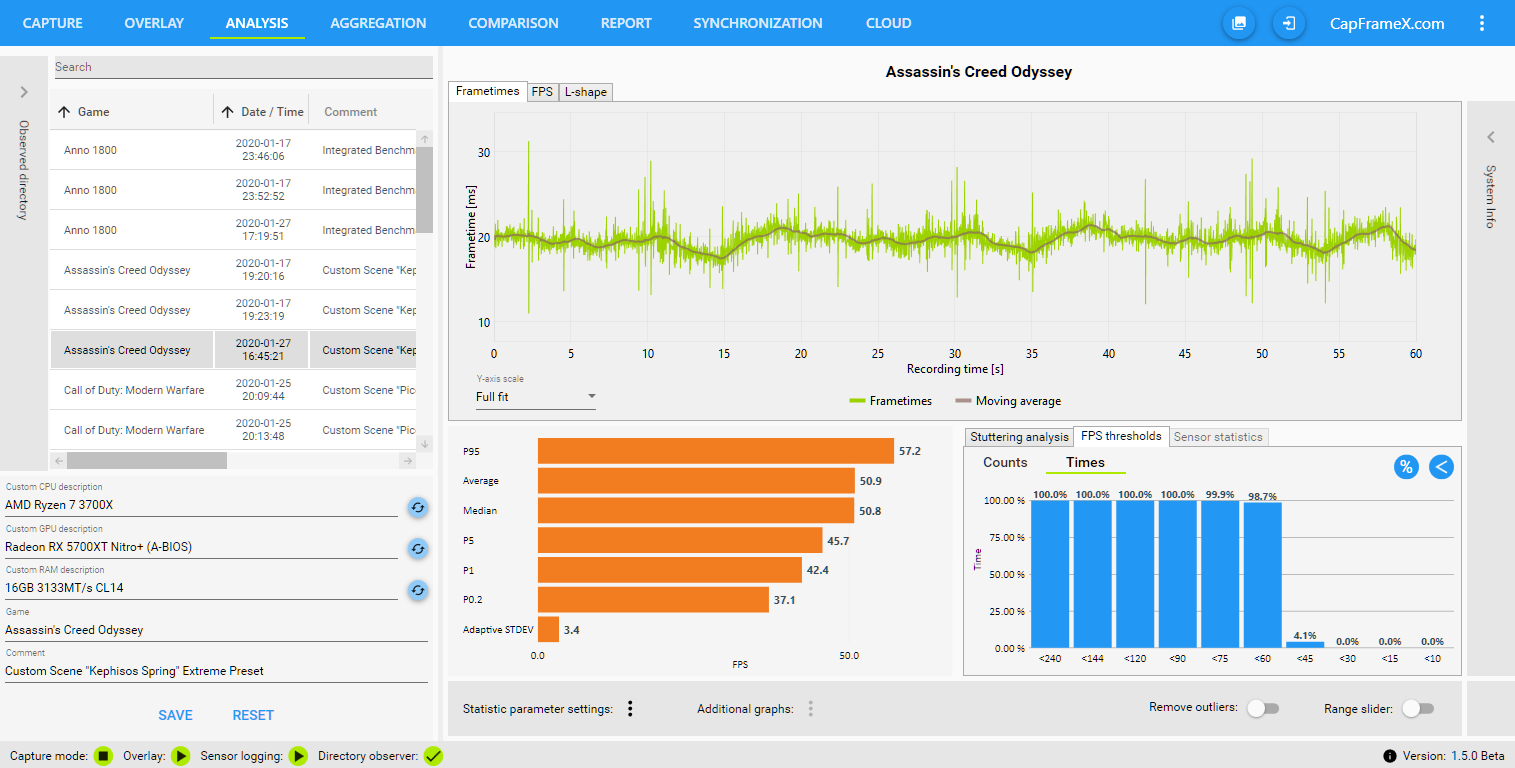 CAPTURE OVERLAY ANALYSIS AGGREGATION COMPARISON REPORT SYNCHRONIZATION CLOUD CapFrameX.com
Observed directory
Search
Game Date / Time Comment
Anno 1800 2020-01-17 23:46:06 Integrated Benchm
Anno 1800 2020-01-17 23:52:52 Integrated Benchm
Anno 1800 2020-01-27 17:19:51 Integrated Benchm
Assassin's Creed Odyssey 2020-01-17 19:20:16 Custom Scene "Kep
Assassin's Creed Odyssey 2020-01-17 19:23:19 Custom Scene "Kep
Assassin's Creed Odyssey 2020-01-27 16:45:21 Custom Scene "Kep
Call of Duty: Modern Warfare 2020-01-25 20:09:44 Custom Scene "Pic
Call of Duty: Modern Warfare 2020-01-25 20:13:48 Custom Scene "Pic
Custom CPU description
AMD Ryzen 7 3700X
Custom GPU description
Radeon RX 5700XT Nitro+ (A-BIOS)
Custom RAM description
16GB 3133MT/s CL14
Game
Assassin's Creed Odyssey
Comment
Custom Scene "Kephisos Spring" Extreme Preset
SAVE RESET
Assassin's Creed Odyssey
Frametimes FPS L-shape
Frametime [ms]
30
20
10
0 5 10 15 20 25 30 35 40 45 50 55 60
Recording time [s]
Y-axis scale
Full fit
Frametimes Moving average
System Info
P95 57.2
Average 50.9
Median 50.8
P5 45.7
P1 42.4
P0.2 37.1
Adaptive STDEV 3.4
0.0 50.0
FPS
Stuttering analysis FPS thresholds Sensor statistics
Counts Times % <
Time
100.00 %
75.00 %
50.00 %
25.00 %
0.00 %
100.0% 100.0% 100.0% 100.0% 99.9% 98.7% 4.1% 0.0% 0.0% 0.0%
<240 <144 <120 <90 <75 <60 <45 <30 <15 <10
Statistic parameter settings: Additional graphs: Remove outliers: Range slider:
Capture mode: Overlay: Sensor logging: Directory observer: Version: 1.5.0 Beta